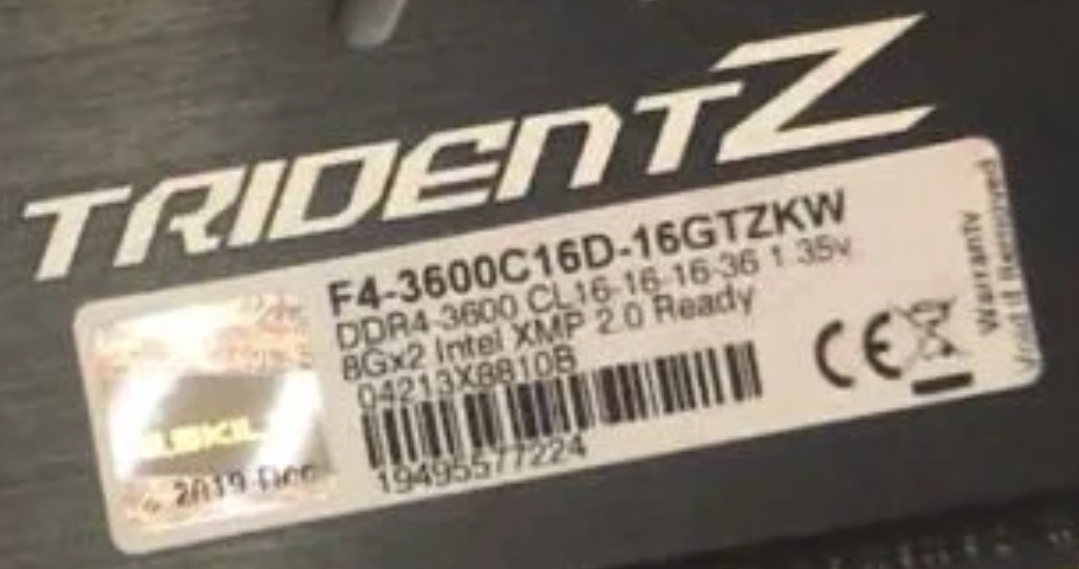 TRIDENTZ
F4-3600C16D-16GTZKW
DDR4-3600 CL16-16-16-36 1.35v
8Gx2 Intel XMP 2.0 Ready
04213X8810B
19495577224
2019-Dec
CE
Warranty
Void if Removed